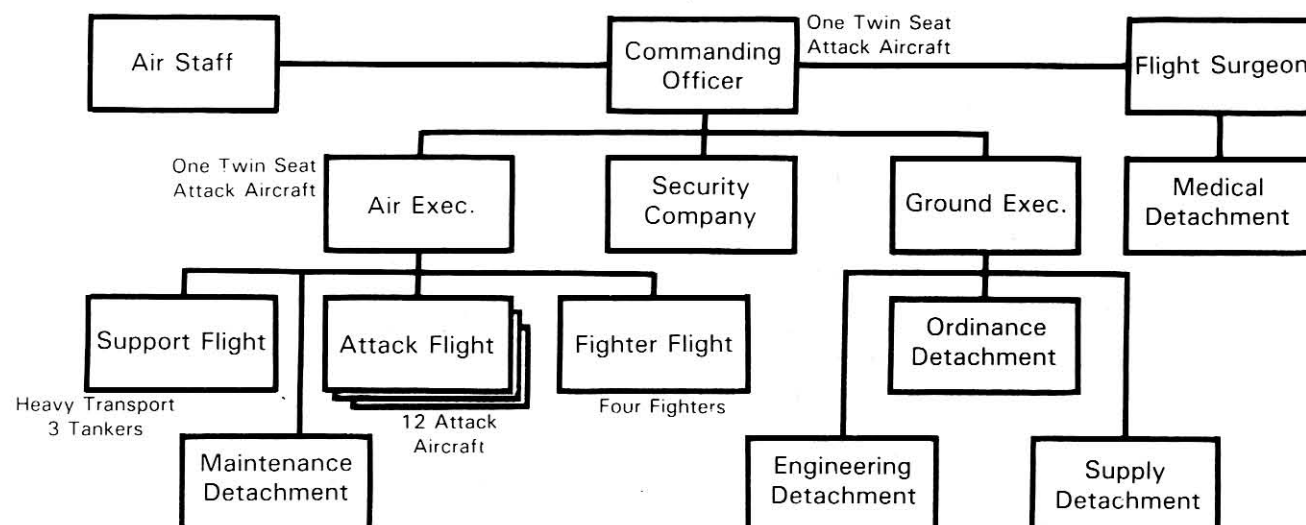 One Twin Seat
Attack Aircraft
Air Staff
Commanding
Officer
Flight Surgeon
One Twin Seat
Attack Aircraft
Air Exec.
Security
Company
Ground Exec.
Medical
Detachment
Support Flight
Attack Flight
Fighter Flight
Ordinance
Detachment
Heavy Transport
3 Tankers
12 Attack
Aircraft
Four Fighters
Maintenance
Detachment
Engineering
Detachment
Supply
Detachment